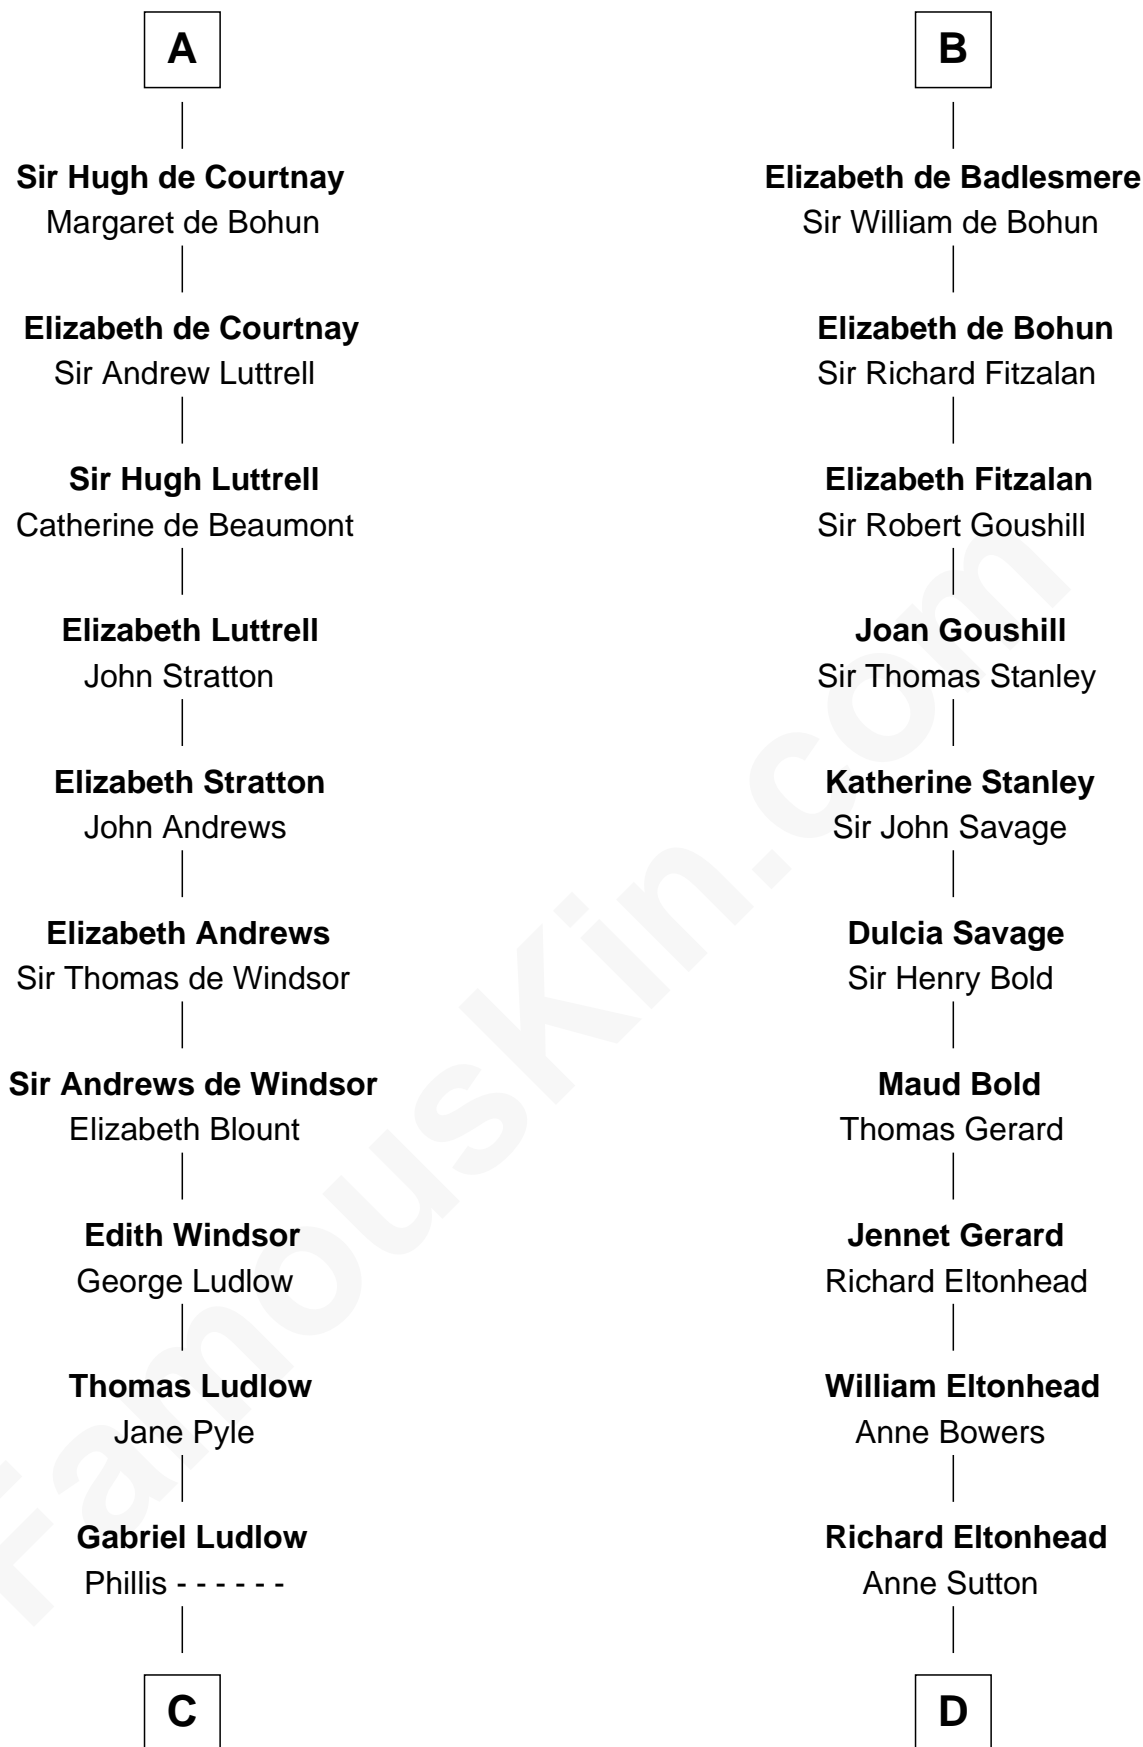 A
Sir Hugh de Courtnay
Margaret de Bohun
Elizabeth de Courtnay
Sir Andrew Luttrell
Sir Hugh Luttrell
Catherine de Beaumont
Elizabeth Luttrell
John Stratton
Elizabeth Stratton
John Andrews
Elizabeth Andrews
Sir Thomas de Windsor
Sir Andrews de Windsor
Elizabeth Blount
Edith Windsor
George Ludlow
Thomas Ludlow
Jane Pyle
Gabriel Ludlow
Phillis - - - - - -
C
B
Elizabeth de Badlesmere
Sir William de Bohun
Elizabeth de Bohun
Sir Richard Fitzalan
Elizabeth Fitzalan
Sir Robert Goushill
Joan Goushill
Sir Thomas Stanley
Katherine Stanley
Sir John Savage
Dulcia Savage
Sir Henry Bold
Maud Bold
Thomas Gerard
Jennet Gerard
Richard Eltonhead
William Eltonhead
Anne Bowers
Richard Eltonhead
Anne Sutton
D
FamousKin.com